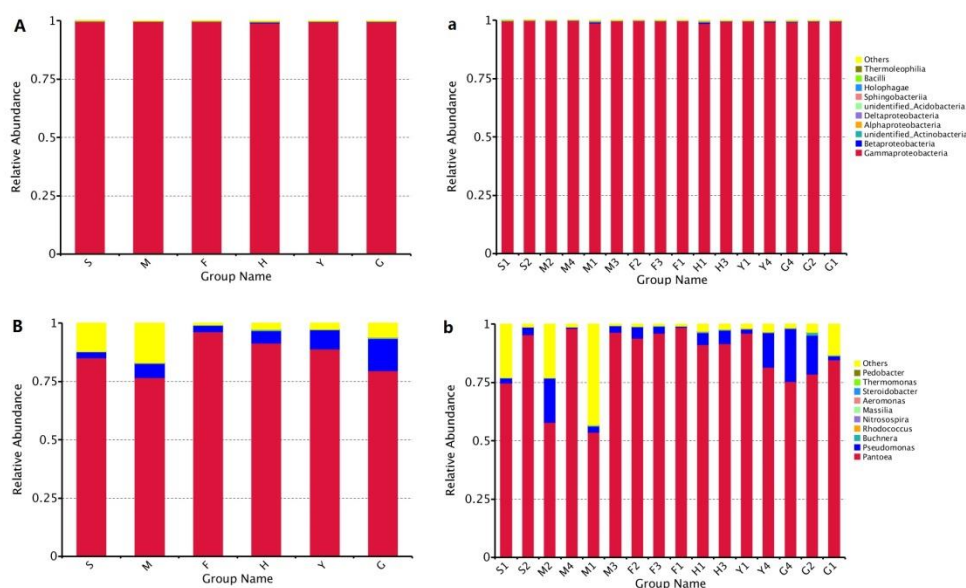 A
Relative Abundance
1
0.75
0.5
0.25
0
S M F H Y G
Group Name
a
Relative Abundance
1
0.75
0.5
0.25
0
S1 S2 M2 M4 M1 M3 F2 F3 F1 H1 H3 Y1 Y4 G4 G2 G1
Group Name
Others
Thermoleophilia
Bacilli
Holophagae
Sphingobacteriia
unidentified_Acidobacteria
Deltaproteobacteria
Alphaproteobacteria
unidentified_Actinobacteria
Betaproteobacteria
Gammaproteobacteria
B
Relative Abundance
1
0.75
0.5
0.25
0
S M F H Y G
Group Name
b
Relative Abundance
1
0.75
0.5
0.25
0
S1 S2 M2 M4 M1 M3 F2 F3 F1 H1 H3 Y1 Y4 G4 G2 G1
Group Name
Others
Pedobacter
Thermomonas
Steroidobacter
Aeromonas
Massilia
Nitrosospira
Rhodococcus
Buchnera
Pseudomonas
Pantoea